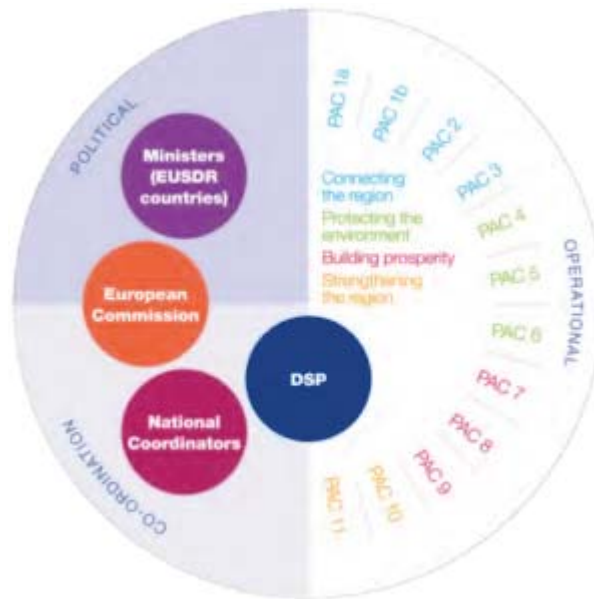 POLITICAL
Ministers
(EUSDR
countries)
European
Commission
National
Coordinators
CO-ORDINATION
DSP
Connecting
the region
Protecting the
environment
Building prosperity
Strengthening
the region
PAC 1a
PAC 1b
PAC 2
PAC 3
PAC 4
PAC 5
PAC 6
PAC 7
PAC 8
PAC 9
PAC 10
PAC 11
OPERATIONAL